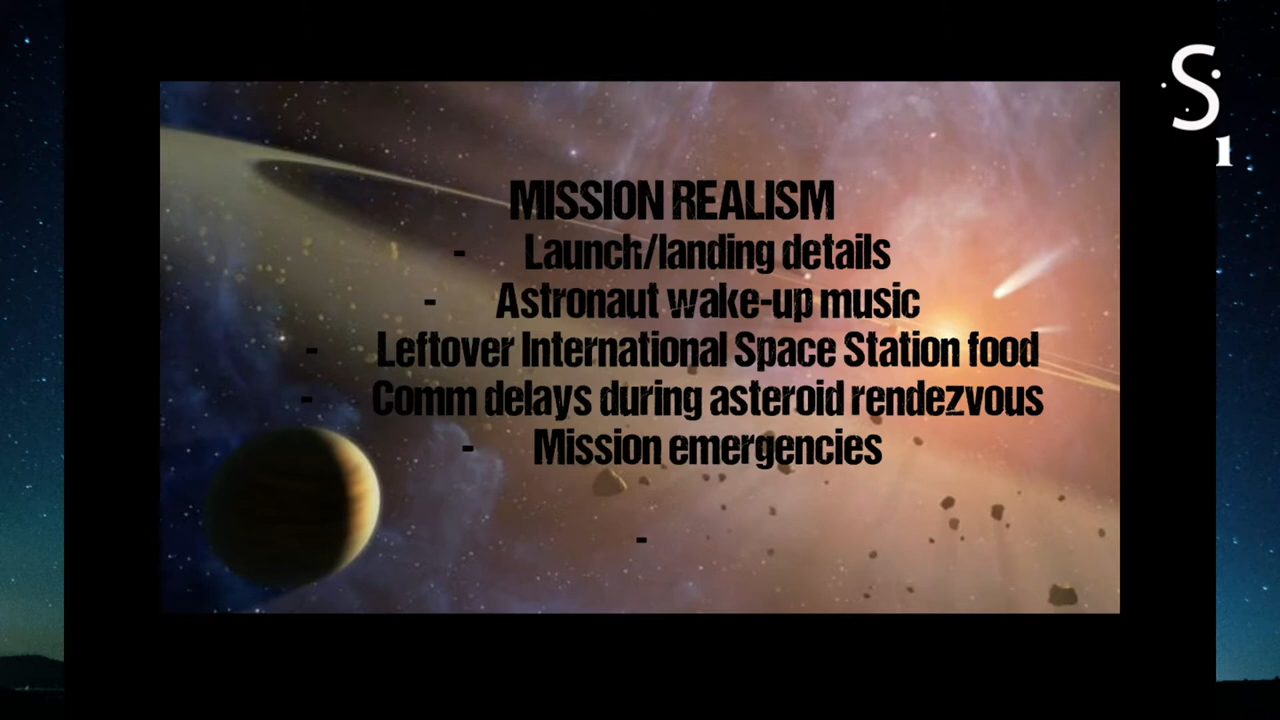 S
1
MISSION REALISM
- Launch/landing details
- Astronaut wake-up music
- Leftover International Space Station food
- Comm delays during asteroid rendezvous
- Mission emergencies
-